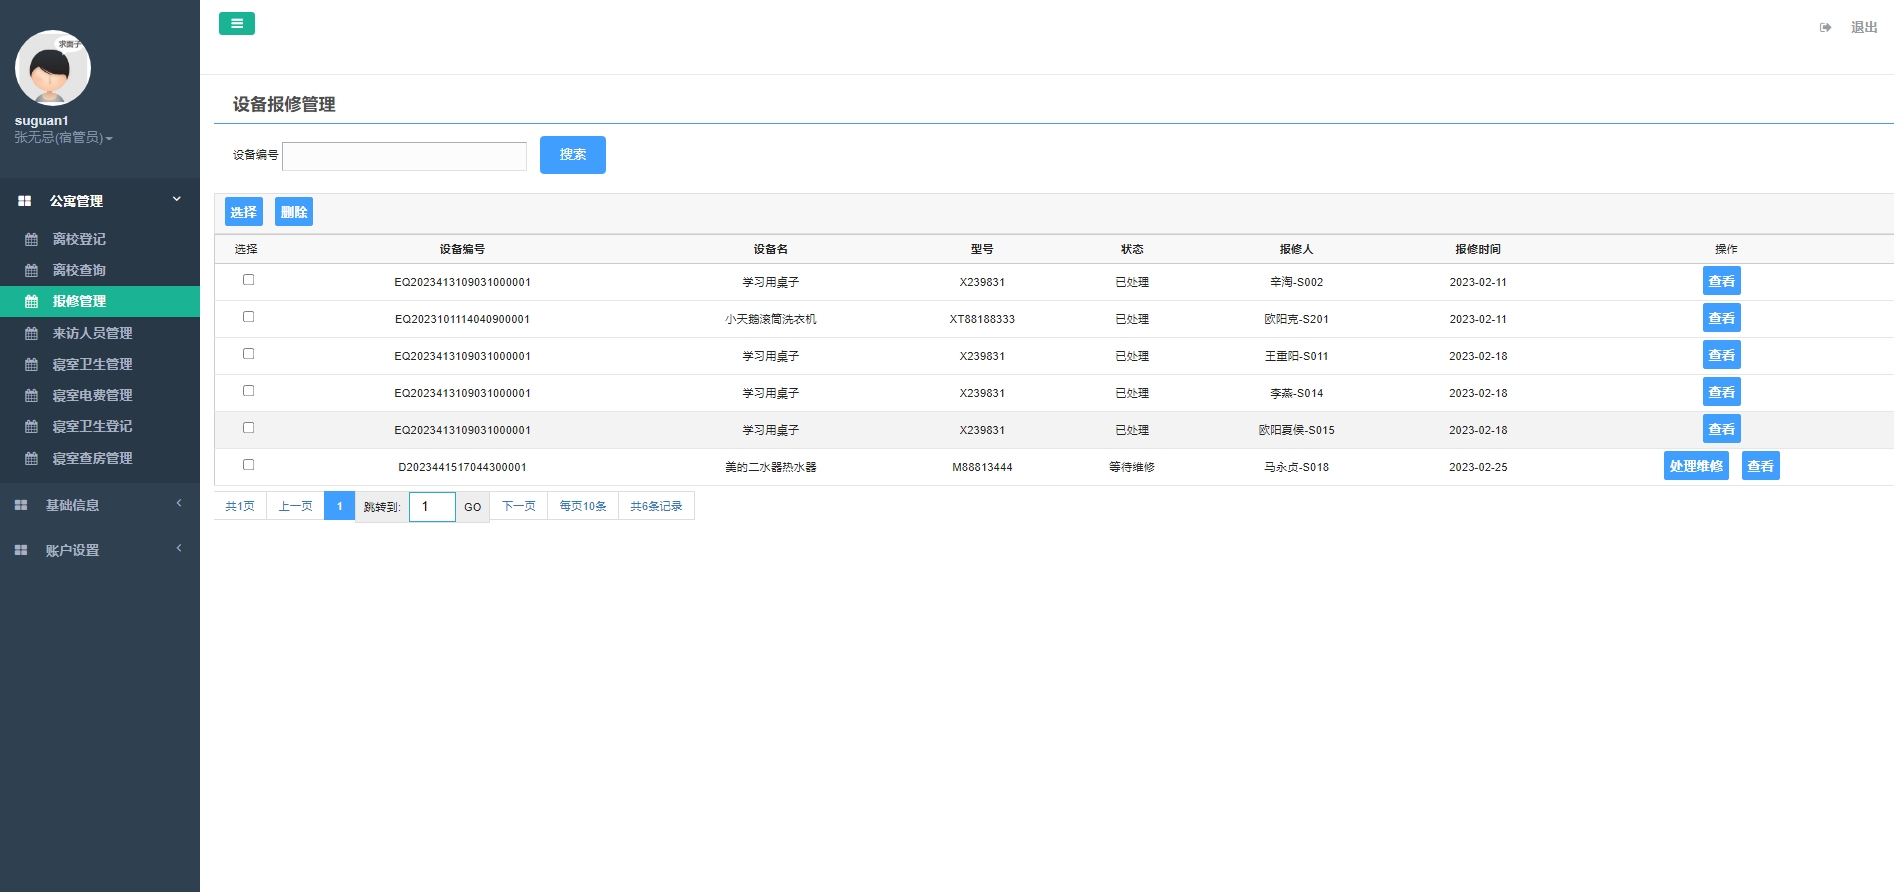 退出
求面子
suguan1
张无忌(宿管员)
公寓管理
离校登记
离校查询
报修管理
来访人员管理
寝室卫生管理
寝室电费管理
寝室卫生登记
寝室查房管理
基础信息
账户设置
设备报修管理
设备编号 搜索
选择 删除
选择 设备编号 设备名 型号 状态 报修人 报修时间 操作
EQ2023413109031000001 学习用桌子 X239831 已处理 辛淘-S002 2023-02-11 查看
EQ2023101114040900001 小天鹅滚筒洗衣机 XT88188333 已处理 欧阳克-S201 2023-02-11 查看
EQ2023413109031000001 学习用桌子 X239831 已处理 王重阳-S011 2023-02-18 查看
EQ2023413109031000001 学习用桌子 X239831 已处理 李燕-S014 2023-02-18 查看
EQ2023413109031000001 学习用桌子 X239831 已处理 欧阳夏侯-S015 2023-02-18 查看
D2023441517044300001 美的二水器热水器 M88813444 等待维修 马永贞-S018 2023-02-25 处理维修 查看
共1页 上一页 1 跳转到: 1 GO 下一页 每页10条 共6条记录